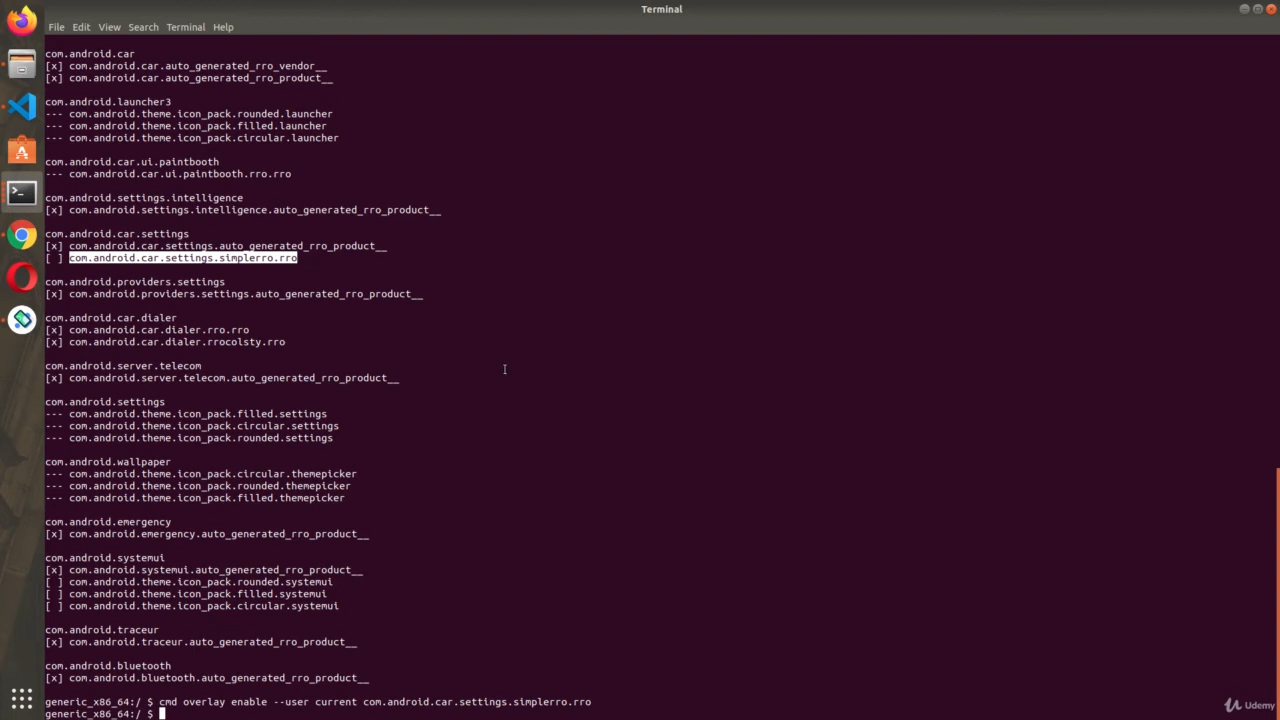 Terminal
File Edit View Search Terminal Help
com.android.car
[x] com.android.car.auto_generated_rro_vendor__
[x] com.android.car.auto_generated_rro_product__
com.android.launcher3
--- com.android.theme.icon_pack.rounded.launcher
--- com.android.theme.icon_pack.filled.launcher
--- com.android.theme.icon_pack.circular.launcher
com.android.car.ui.paintbooth
--- com.android.car.ui.paintbooth.rro.rro
com.android.settings.intelligence
[x] com.android.settings.intelligence.auto_generated_rro_product__
com.android.car.settings
[x] com.android.car.settings.auto_generated_rro_product__
[ ] com.android.car.settings.simplerro.rro
com.android.providers.settings
[x] com.android.providers.settings.auto_generated_rro_product__
com.android.car.dialer
[x] com.android.car.dialer.rro.rro
[x] com.android.car.dialer.rrocolsty.rro
com.android.server.telecom
[x] com.android.server.telecom.auto_generated_rro_product__
com.android.settings
--- com.android.theme.icon_pack.filled.settings
--- com.android.theme.icon_pack.circular.settings
--- com.android.theme.icon_pack.rounded.settings
com.android.wallpaper
--- com.android.theme.icon_pack.circular.themepicker
--- com.android.theme.icon_pack.rounded.themepicker
--- com.android.theme.icon_pack.filled.themepicker
com.android.emergency
[x] com.android.emergency.auto_generated_rro_product__
com.android.systemui
[x] com.android.systemui.auto_generated_rro_product__
[ ] com.android.theme.icon_pack.rounded.systemui
[ ] com.android.theme.icon_pack.filled.systemui
[ ] com.android.theme.icon_pack.circular.systemui
com.android.traceur
[x] com.android.traceur.auto_generated_rro_product__
com.android.bluetooth
[x] com.android.bluetooth.auto_generated_rro_product__
generic_x86_64:/ $ cmd overlay enable --user current com.android.car.settings.simplerro.rro
generic_x86_64:/ $
Udemy